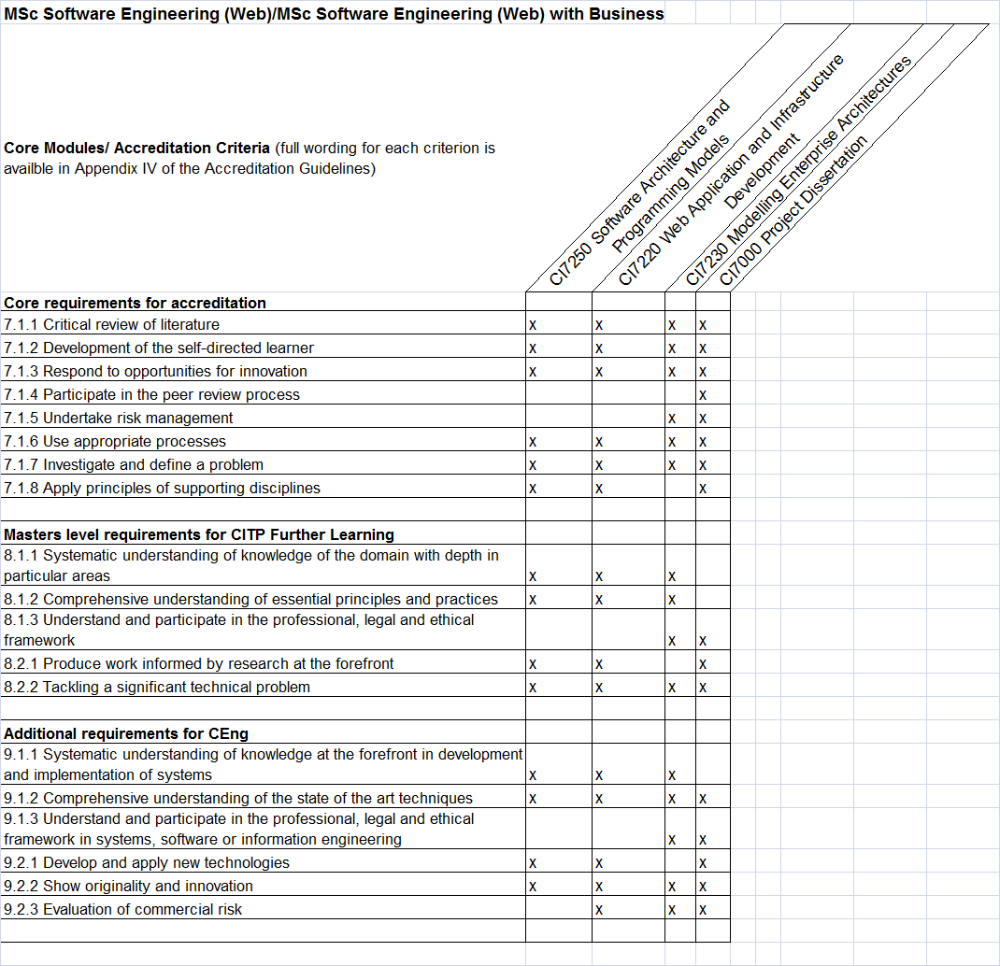 MSc Software Engineering (Web)/MSc Software Engineering (Web) with Business
Core Modules/ Accreditation Criteria (full wording for each criterion is
availble in Appendix IV of the Accreditation Guidelines)
CI7250 Software Architecture and
Programming Models
CI7220 Web Application and Infrastructure
Development
CI7230 Modelling Enterprise Architectures
CI7000 Project Dissertation
Core requirements for accreditation
7.1.1 Critical review of literature x x x x
7.1.2 Development of the self-directed learner x x x x
7.1.3 Respond to opportunities for innovation x x x x
7.1.4 Participate in the peer review process x
7.1.5 Undertake risk management x x
7.1.6 Use appropriate processes x x x x
7.1.7 Investigate and define a problem x x x x
7.1.8 Apply principles of supporting disciplines x x x
Masters level requirements for CITP Further Learning
8.1.1 Systematic understanding of knowledge of the domain with depth in
particular areas x x x
8.1.2 Comprehensive understanding of essential principles and practices x x x
8.1.3 Understand and participate in the professional, legal and ethical
framework x x
8.2.1 Produce work informed by research at the forefront x x x
8.2.2 Tackling a significant technical problem x x x x
Additional requirements for CEng
9.1.1 Systematic understanding of knowledge at the forefront in development
and implementation of systems x x x
9.1.2 Comprehensive understanding of the state of the art techniques x x x x
9.1.3 Understand and participate in the professional, legal and ethical
framework in systems, software or information engineering x x
9.2.1 Develop and apply new technologies x x x
9.2.2 Show originality and innovation x x x x
9.2.3 Evaluation of commercial risk x x x